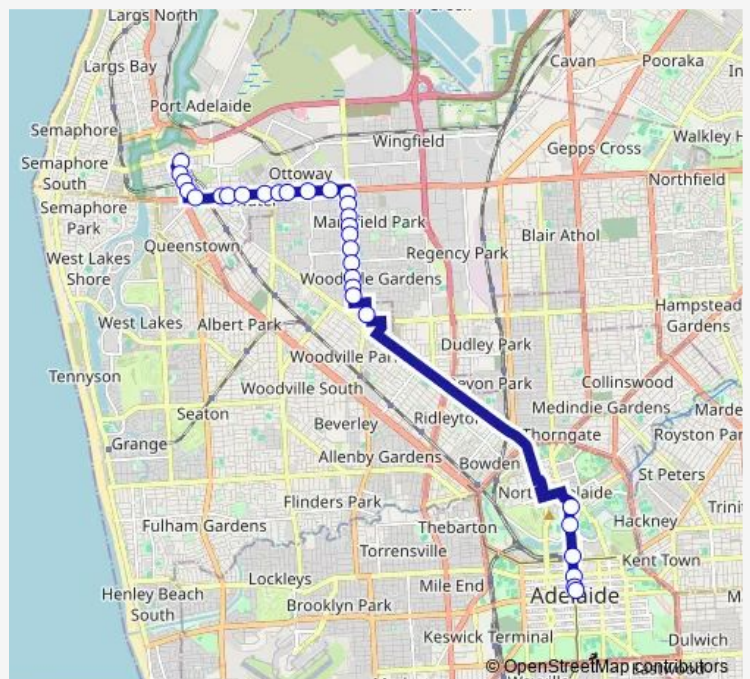 Largs North
Cavan
Pooraka
Largs Bay
Port Adelaide
Semaphore
Wingfield
Gepps Cross
Walkley H
Semaphore
South
Ottoway
Northfield
Semaphore
Park
Queenstown
Blair Athol
Regency Park
West Lakes
Shore
Woodville Gardens
Hampstead
Gardens
West Lakes
Albert Park
Dudley Park
Tennyson
Collinswood
Woodville South
Medindie Gardens
Seaton
Beverley
Thorngate
Royston Par
Grange
Allenby Gardens
Bowden
St Peters
Flinders Park
Fulham Gardens
Thebarton
Hackney
Torrensville
Kent Town
Lockleys
Mile End
Henley Beach
South
Brooklyn Park
Adelaide
Keswick Terminal
Dulwich
© OpenStreetMap contributors